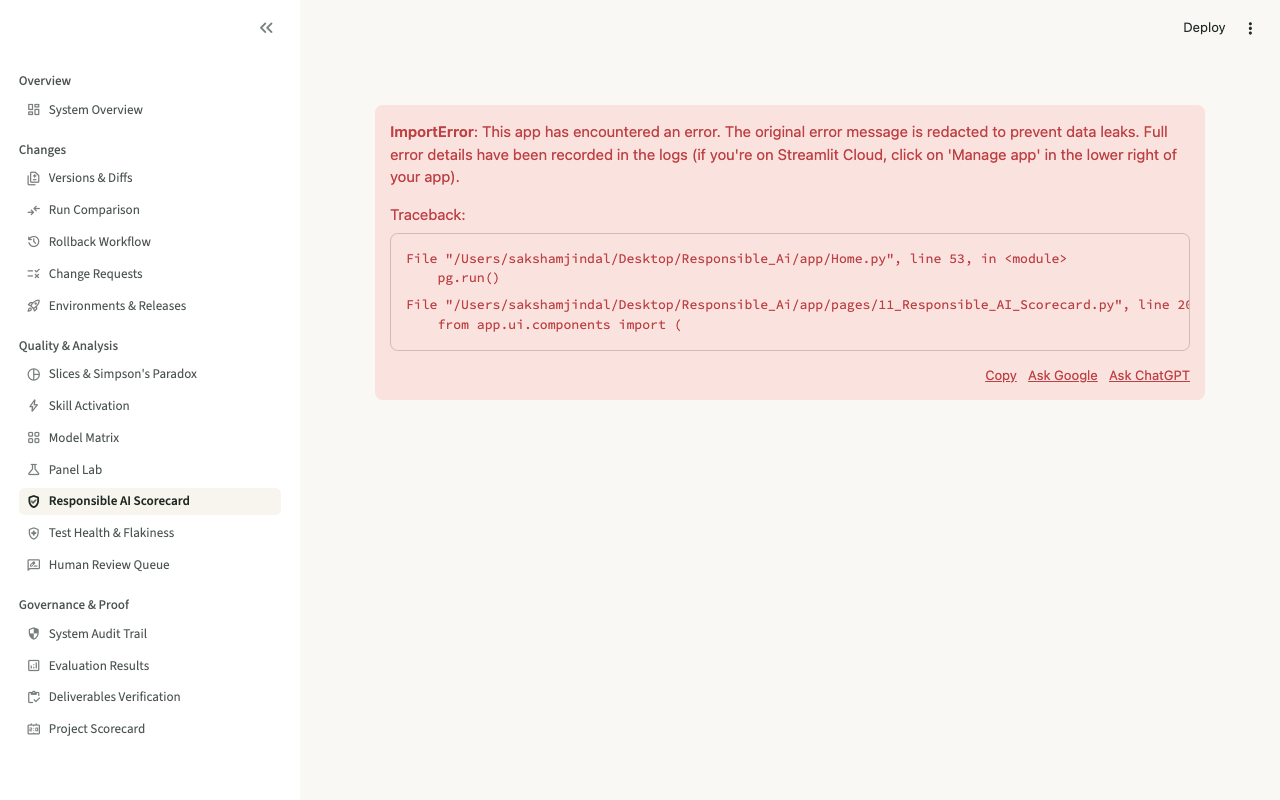 Deploy
Overview
System Overview
Changes
Versions & Diffs
Run Comparison
Rollback Workflow
Change Requests
Environments & Releases
Quality & Analysis
Slices & Simpson's Paradox
Skill Activation
Model Matrix
Panel Lab
Responsible AI Scorecard
Test Health & Flakiness
Human Review Queue
Governance & Proof
System Audit Trail
Evaluation Results
Deliverables Verification
Project Scorecard
ImportError: This app has encountered an error. The original error message is redacted to prevent data leaks. Full
error details have been recorded in the logs (if you're on Streamlit Cloud, click on 'Manage app' in the lower right of
your app).
Traceback:
File "/Users/sakshamjindal/Desktop/Responsible_Ai/app/Home.py", line 53, in <module>
    pg.run()
File "/Users/sakshamjindal/Desktop/Responsible_Ai/app/pages/11_Responsible_AI_Scorecard.py", line
    from app.ui.components import (
Copy Ask Google Ask ChatGPT